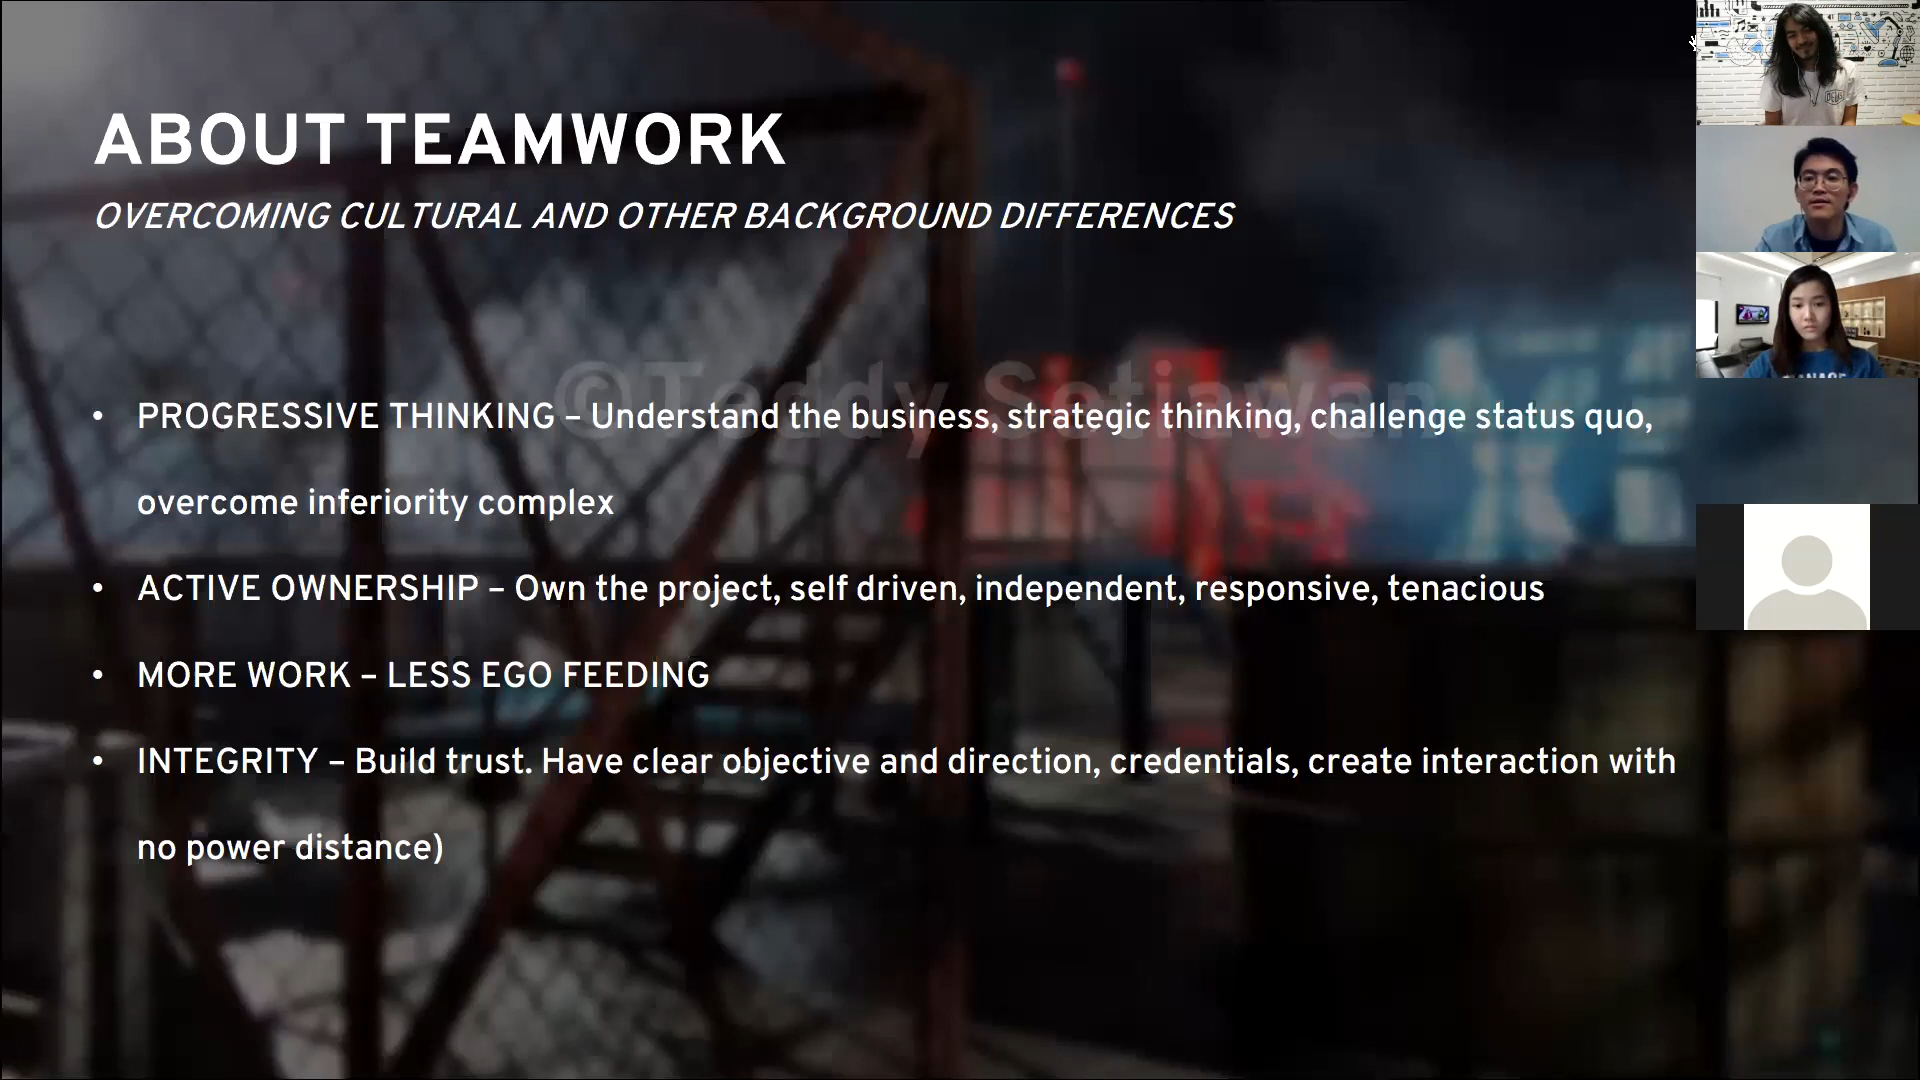 ABOUT TEAMWORK
OVERCOMING CULTURAL AND OTHER BACKGROUND DIFFERENCES
©Teddy Setiawan
• PROGRESSIVE THINKING – Understand the business, strategic thinking, challenge status quo,
overcome inferiority complex
• ACTIVE OWNERSHIP – Own the project, self driven, independent, responsive, tenacious
• MORE WORK – LESS EGO FEEDING
• INTEGRITY – Build trust. Have clear objective and direction, credentials, create interaction with
no power distance)